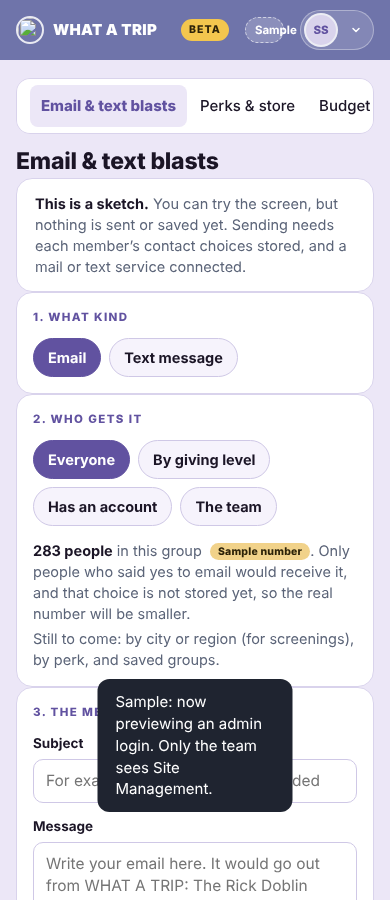 WHAT A TRIP BETA Sample SS
Email & text blasts Perks & store Budget
Email & text blasts
This is a sketch. You can try the screen, but
nothing is sent or saved yet. Sending needs
each member’s contact choices stored, and a
mail or text service connected.
1. WHAT KIND
Email Text message
2. WHO GETS IT
Everyone By giving level
Has an account The team
283 people in this group Sample number. Only
people who said yes to email would receive it,
and that choice is not stored yet, so the real
number will be smaller.
Still to come: by city or region (for screenings),
by perk, and saved groups.
3. THE
Sample: now
previewing an admin
login. Only the team
sees Site
Management.
Subject
For
Message
Write your email here. It would go out
from WHAT A TRIP: The Rick Doblin